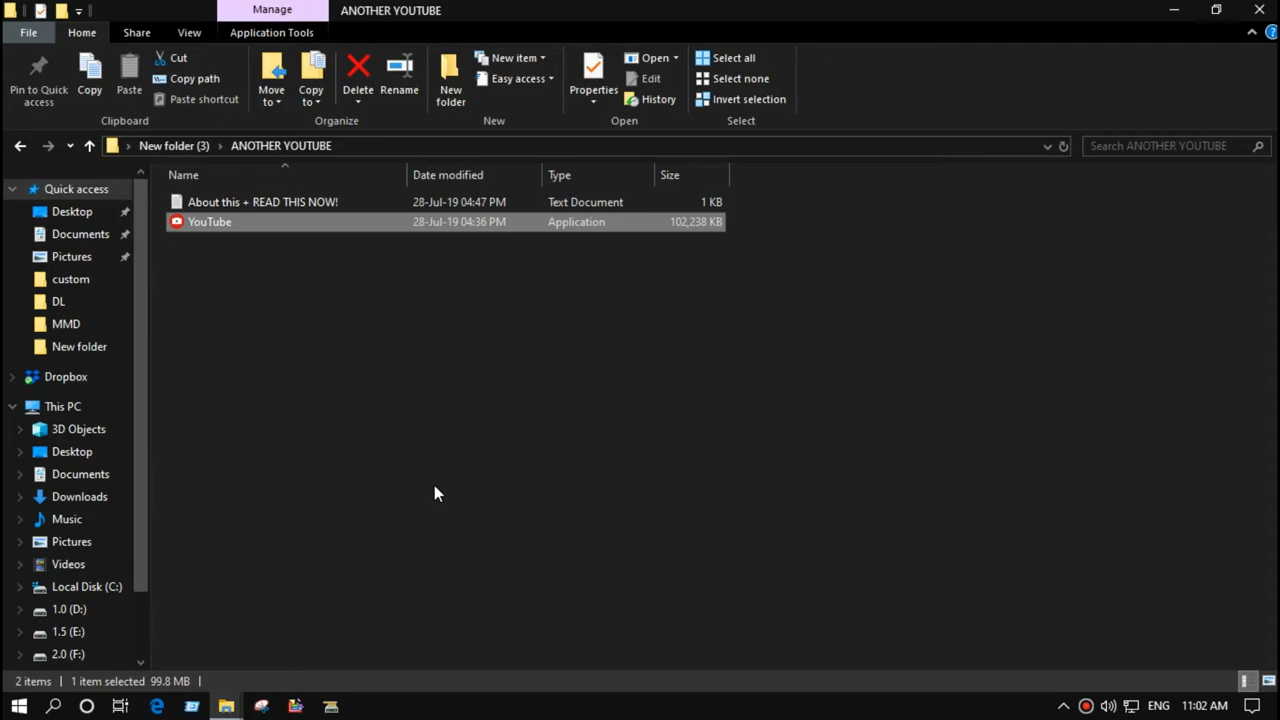 Manage
ANOTHER YOUTUBE
File
Home
Share
View
Application Tools
Pin to Quick access
Copy
Paste
Cut
Copy path
Paste shortcut
Clipboard
Move to
Copy to
Delete
Rename
Organize
New folder
New item
Easy access
New
Properties
Open
Edit
History
Open
Select all
Select none
Invert selection
Select
New folder (3) > ANOTHER YOUTUBE
Search ANOTHER YOUTUBE
Name Date modified Type Size
About this + READ THIS NOW! 28-Jul-19 04:47 PM Text Document 1 KB
YouTube 28-Jul-19 04:36 PM Application 102,238 KB
Quick access
Desktop
Documents
Pictures
custom
DL
MMD
New folder
Dropbox
This PC
3D Objects
Desktop
Documents
Downloads
Music
Pictures
Videos
Local Disk (C:)
1.0 (D:)
1.5 (E:)
2.0 (F:)
2 items 1 item selected 99.8 MB
ENG 11:02 AM